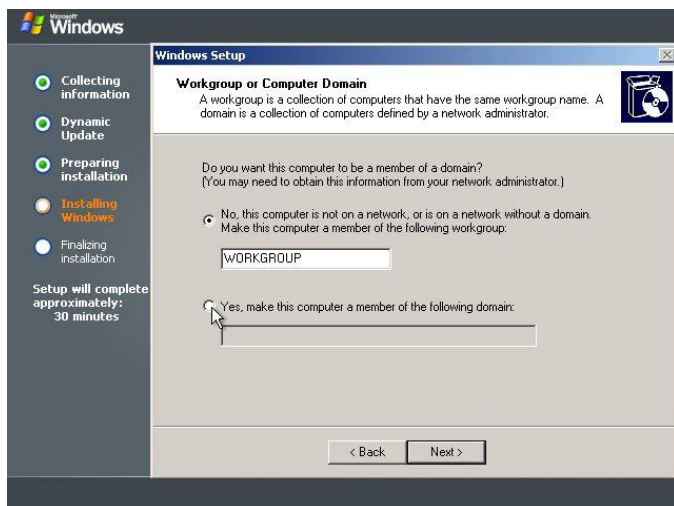 Microsoft
Windows
Windows Setup
Collecting
information
Dynamic
Update
Preparing
installation
Installing
Windows
Finalizing
installation
Setup will complete
approximately:
30 minutes
Workgroup or Computer Domain
A workgroup is a collection of computers that have the same workgroup name. A
domain is a collection of computers defined by a network administrator.
Do you want this computer to be a member of a domain?
(You may need to obtain this information from your network administrator.)
No, this computer is not on a network, or is on a network without a domain.
Make this computer a member of the following workgroup:
WORKGROUP
Yes, make this computer a member of the following domain:
< Back
Next >